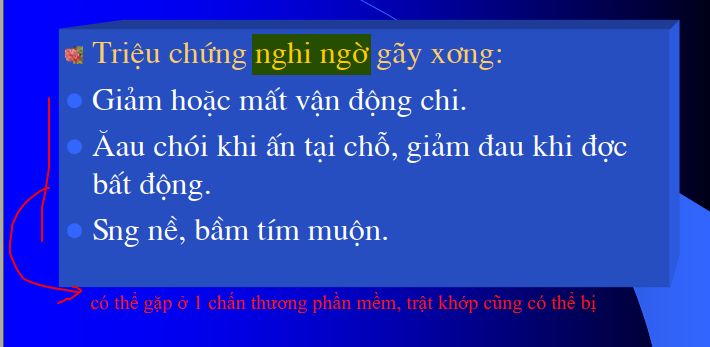 Triệu chứng nghi ngờ gãy xơng:
Giảm hoặc mất vận động chi.
Ăau chói khi ấn tại chỗ, giảm đau khi đợc
bất động.
Sng nề, bầm tím muộn.
có thể gặp ở 1 chấn thương phần mềm, trật khớp cũng có thể bị